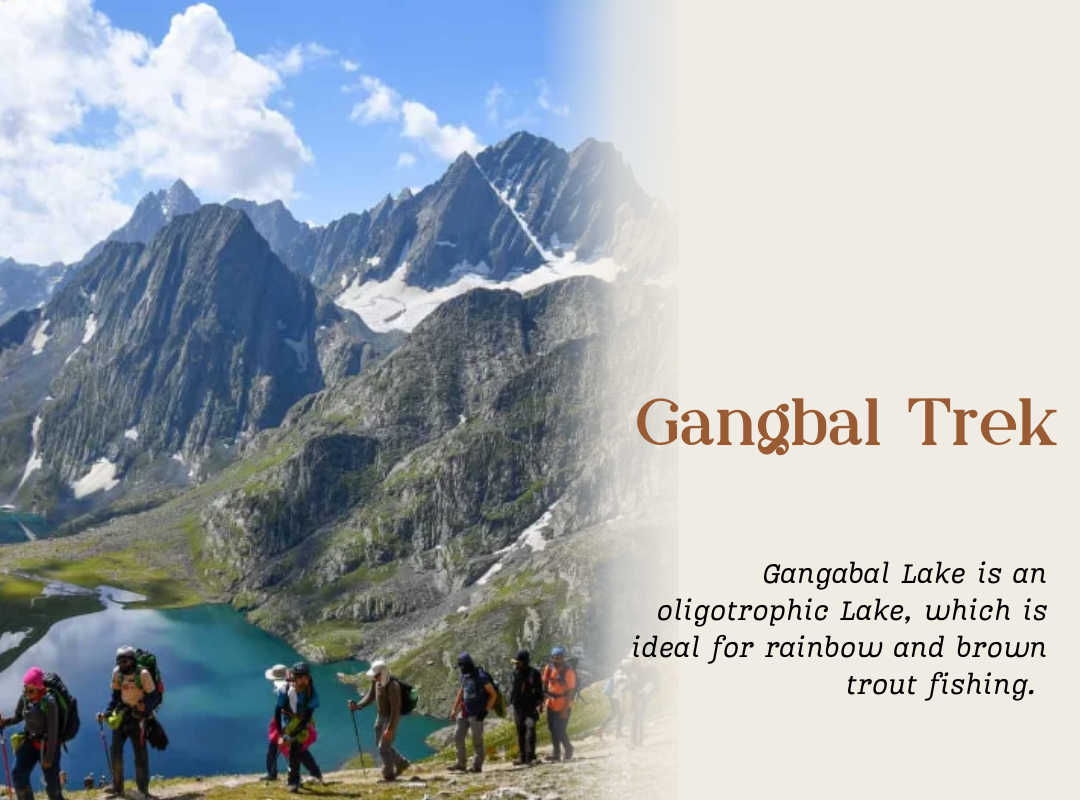 Gangbal Trek
Gangabal Lake is an
oligotrophic Lake, which is
ideal for rainbow and brown
trout fishing.